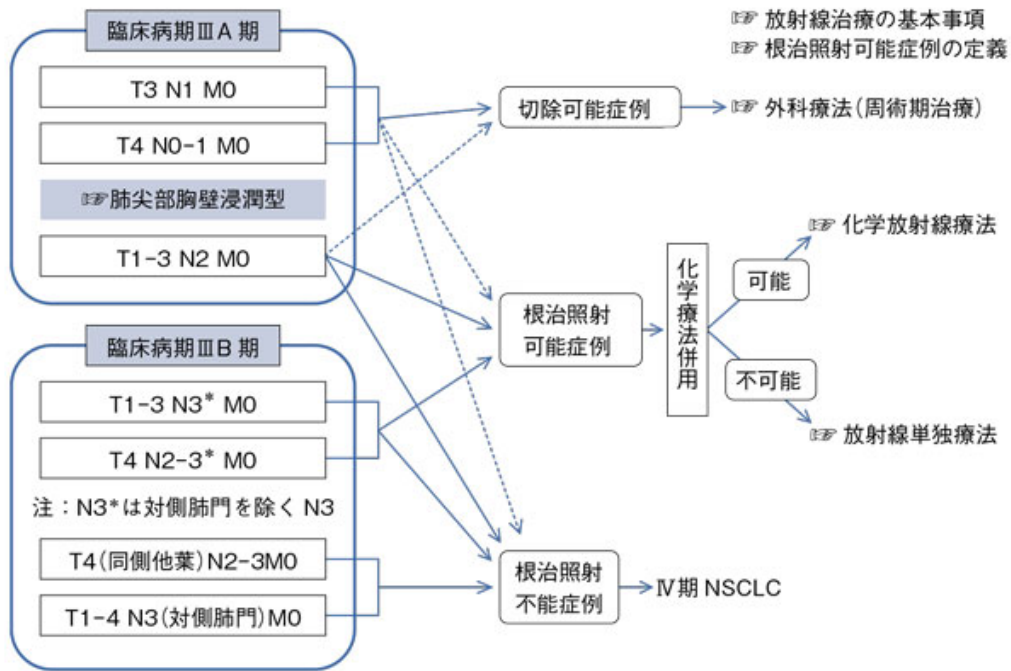 臨床病期ⅢA期
T3 N1 M0
T4 N0-1 M0
☞肺尖部胸壁浸潤型
T1-3 N2 M0
臨床病期ⅢB期
T1-3 N3* M0
T4 N2-3* M0
注：N3*は対側肺門を除くN3
T4(同側他葉)N2-3M0
T1-4 N3(対側肺門)M0
切除可能症例
根治照射
可能症例
根治照射
不能症例
化学療法併用
可能
不可能
☞ 放射線治療の基本事項
☞ 根治照射可能症例の定義
☞ 外科療法(周術期治療)
☞ 化学放射線療法
☞ 放射線単独療法
Ⅳ期 NSCLC